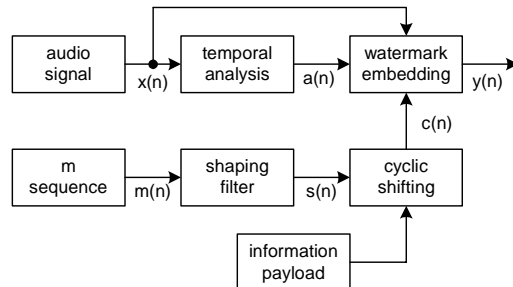 audio
signal
x(n)
temporal
analysis
a(n)
watermark
embedding
y(n)
c(n)
m
sequence
m(n)
shaping
filter
s(n)
cyclic
shifting
information
payload